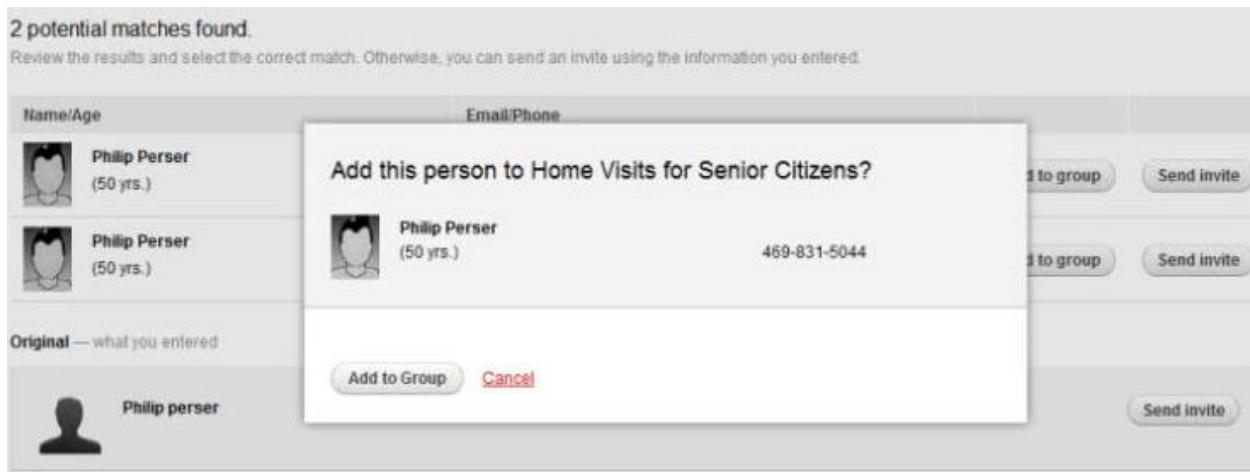 2 potential matches found.
Review the results and select the correct match. Otherwise, you can send an invite using the information you entered.
Name/Age Email/Phone
Add this person to Home Visits for Senior Citizens?
Philip Perser
(50 yrs.)
to group Send invite
Philip Perser
(50 yrs.) 469-831-5044
Philip Perser
(50 yrs.)
to group Send invite
Original — what you entered
Add to Group Cancel
Philip perser Send invite